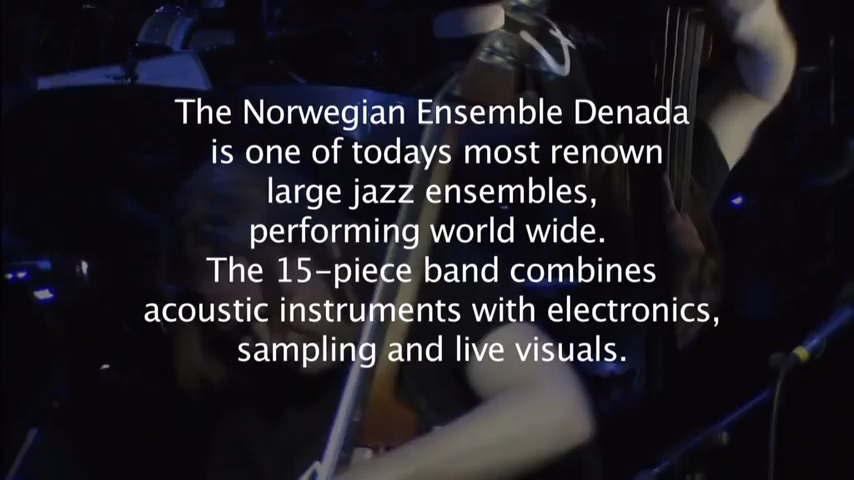 The Norwegian Ensemble Denada
is one of todays most renown
large jazz ensembles,
performing world wide.
The 15-piece band combines
acoustic instruments with electronics,
sampling and live visuals.